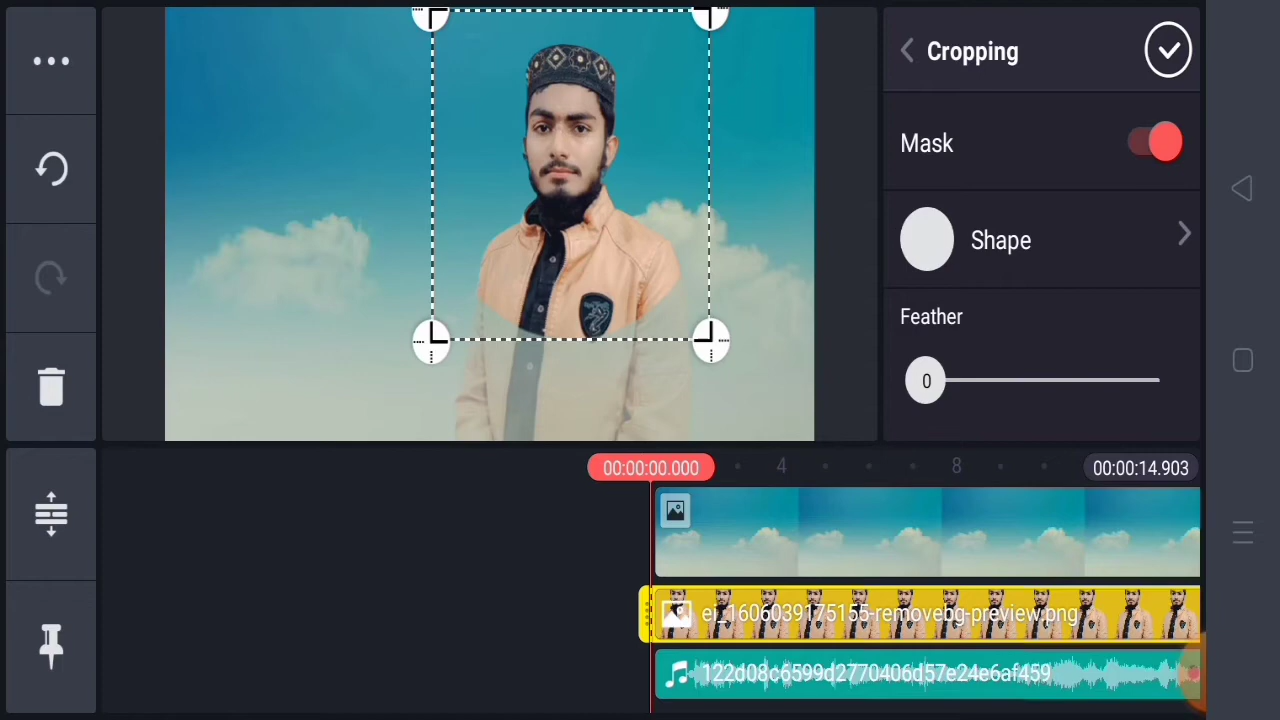 Cropping
Mask
Shape
Feather
0
00:00:00.000
4
8
00:00:14.903
ei_1606039175155-removebg-preview.png
122d08c6599d2770406d57e24e6af459